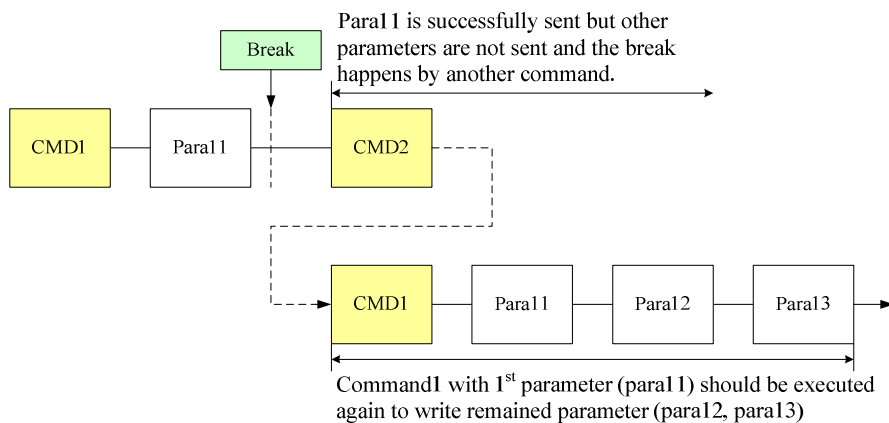 Para11 is successfully sent but other
parameters are not sent and the break
happens by another command.
Break
CMD1
Para11
CMD2
CMD1
Para11
Para12
Para13
Command1 with 1st parameter (para11) should be executed
again to write remained parameter (para12, para13)